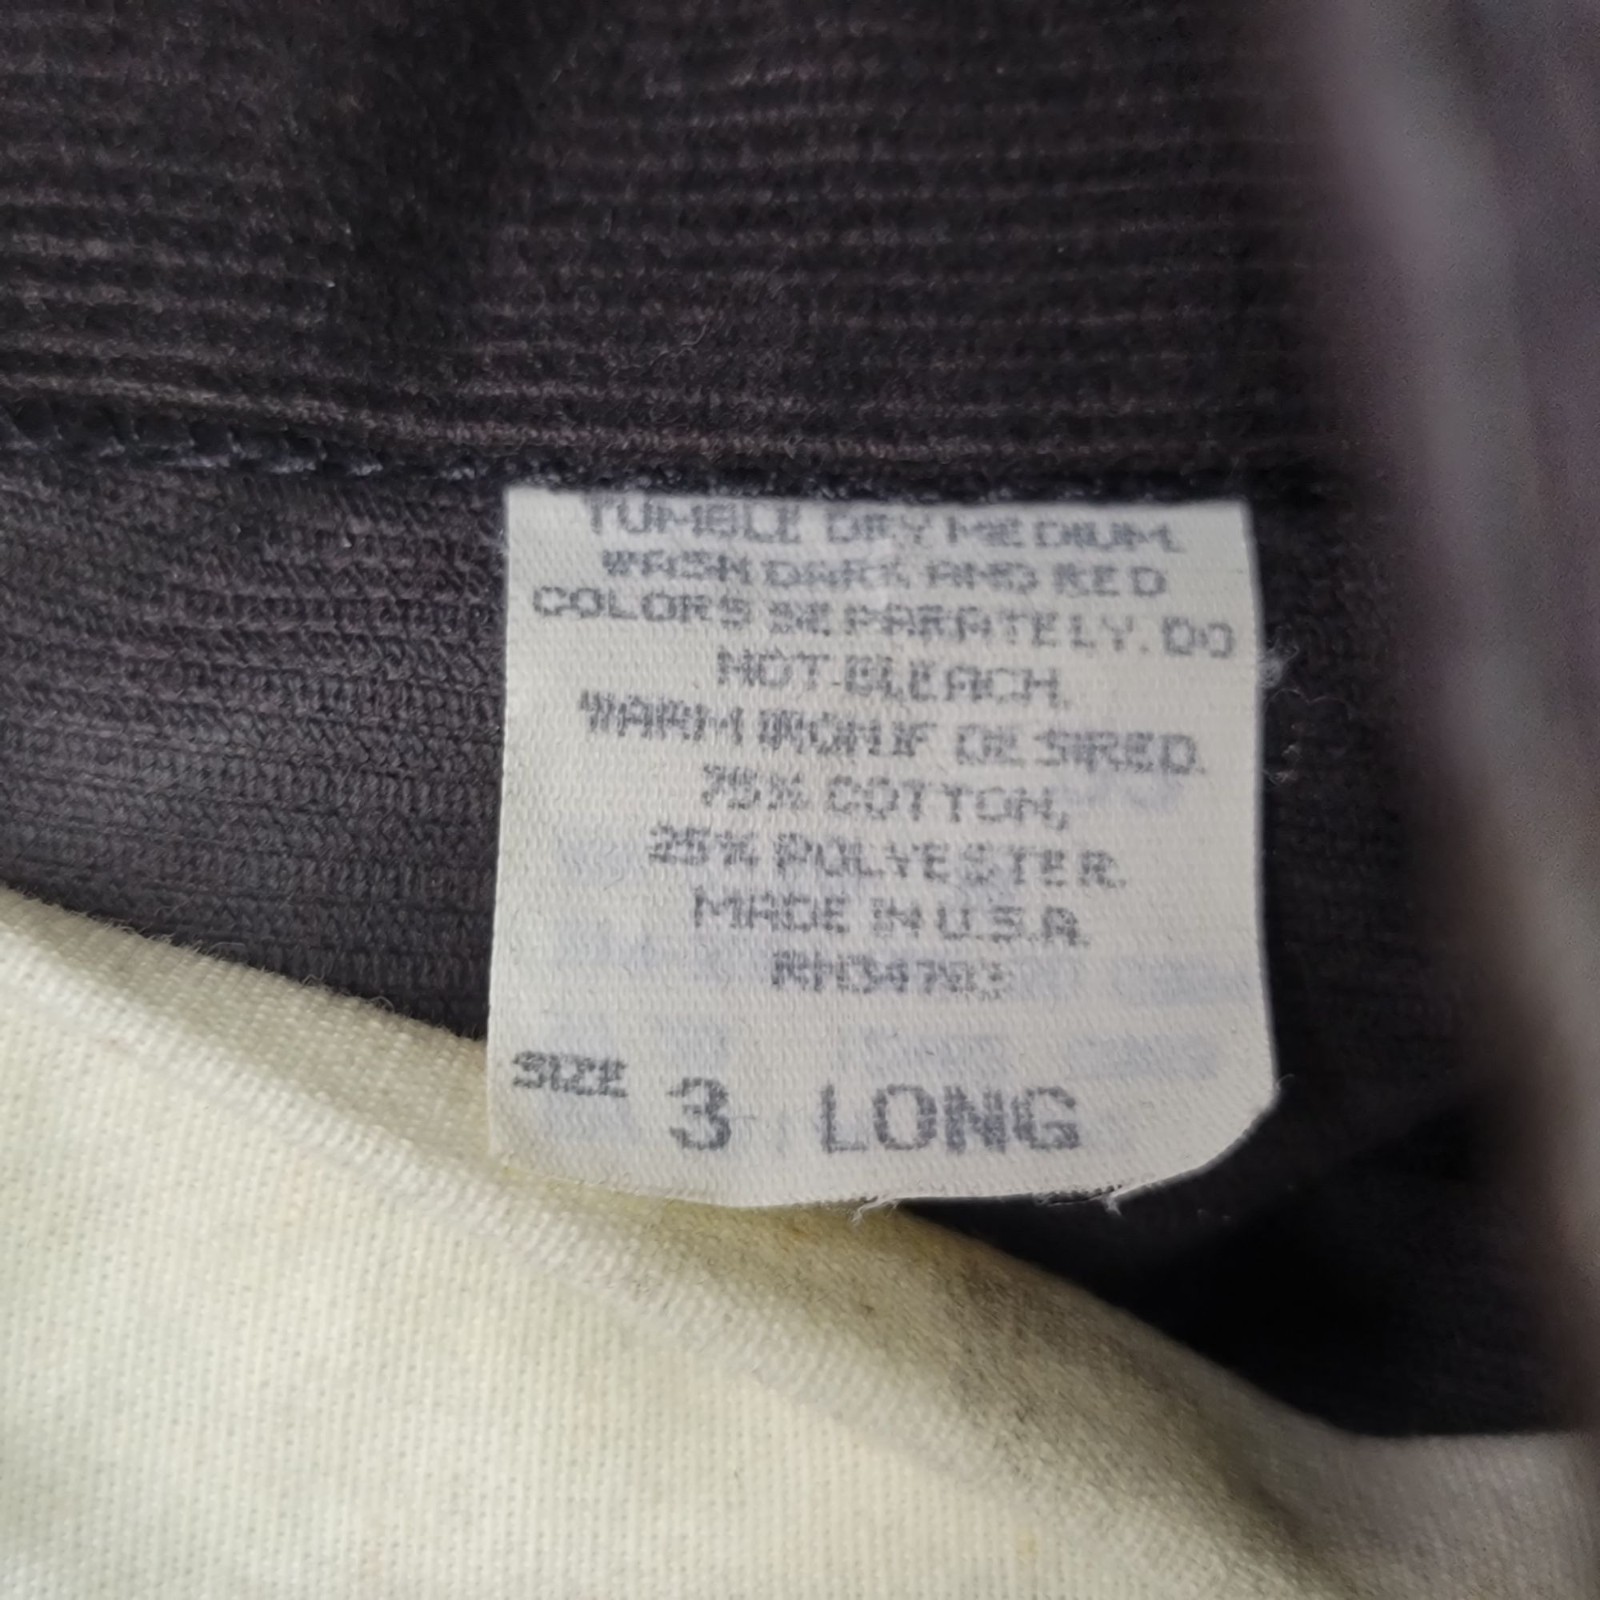 TUMBLE DRY MEDIUM.
WASH DARK AND RED
COLORS SEPARATELY. DO
NOT BLEACH.
WARM IRON IF DESIRED.
75% COTTON,
25% POLYESTER.
MADE IN U.S.A.
SIZE 3 LONG